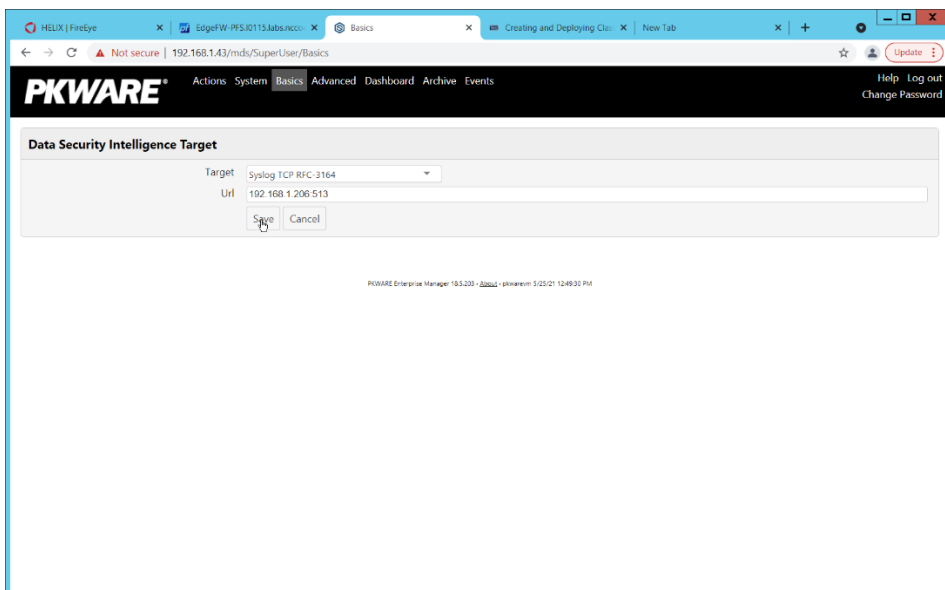 HELIX | FireEye
EdgeFW-PFS.I0115.labs.ncco
Basics
Creating and Deploying Clas
New Tab
Not secure | 192.168.1.43/mds/SuperUser/Basics
Update
PKWARE®
Actions System Basics Advanced Dashboard Archive Events
Help Log out
Change Password
Data Security Intelligence Target
Target Syslog TCP RFC-3164
Url 192.168.1.206:513
Save Cancel
PKWARE Enterprise Manager 18.5.203 - About - pkwarevm 5/25/21 12:49:30 PM